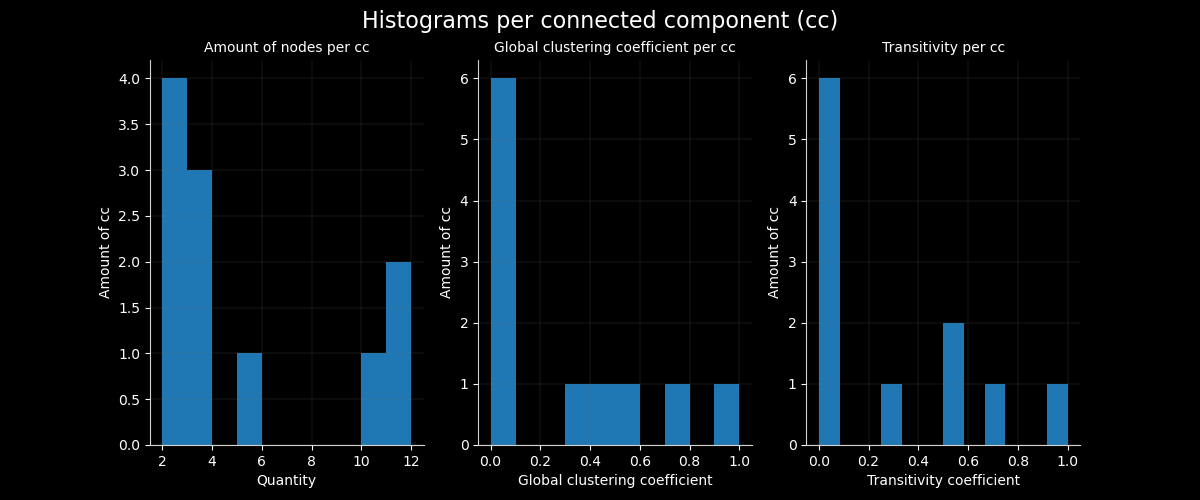 Histograms per connected component (cc)
Amount of nodes per cc
Amount of cc
4.0
3.5
3.0
2.5
2.0
1.5
1.0
0.5
0.0
2 4 6 8 10 12
Quantity
Global clustering coefficient per cc
Amount of cc
6
5
4
3
2
1
0
0.0 0.2 0.4 0.6 0.8 1.0
Global clustering coefficient
Transitivity per cc
Amount of cc
6
5
4
3
2
1
0
0.0 0.2 0.4 0.6 0.8 1.0
Transitivity coefficient